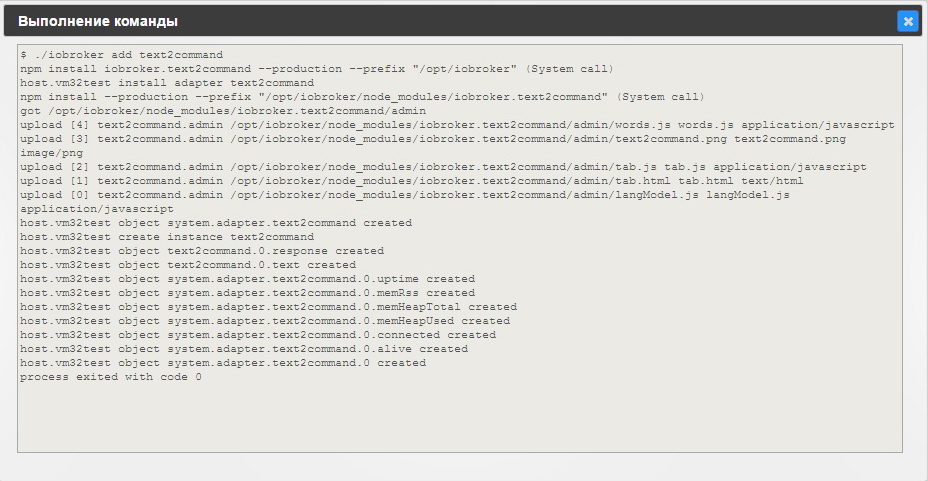 Выполнение команды
$ ./iobroker add text2command
npm install iobroker.text2command --production --prefix "/opt/iobroker" (System call)
host.vm32test install adapter text2command
npm install --production --prefix "/opt/iobroker/node_modules/iobroker.text2command" (System call)
got /opt/iobroker/node_modules/iobroker.text2command/admin
upload [4] text2command.admin /opt/iobroker/node_modules/iobroker.text2command/admin/words.js words.js application/javascript
upload [3] text2command.admin /opt/iobroker/node_modules/iobroker.text2command/admin/text2command.png text2command.png
image/png
upload [2] text2command.admin /opt/iobroker/node_modules/iobroker.text2command/admin/tab.js tab.js application/javascript
upload [1] text2command.admin /opt/iobroker/node_modules/iobroker.text2command/admin/tab.html tab.html text/html
upload [0] text2command.admin /opt/iobroker/node_modules/iobroker.text2command/admin/langModel.js langModel.js
application/javascript
host.vm32test object system.adapter.text2command created
host.vm32test create instance text2command
host.vm32test object text2command.0.response created
host.vm32test object text2command.0.text created
host.vm32test object system.adapter.text2command.0.uptime created
host.vm32test object system.adapter.text2command.0.memRss created
host.vm32test object system.adapter.text2command.0.memHeapTotal created
host.vm32test object system.adapter.text2command.0.memHeapUsed created
host.vm32test object system.adapter.text2command.0.connected created
host.vm32test object system.adapter.text2command.0.alive created
host.vm32test object system.adapter.text2command.0 created
process exited with code 0